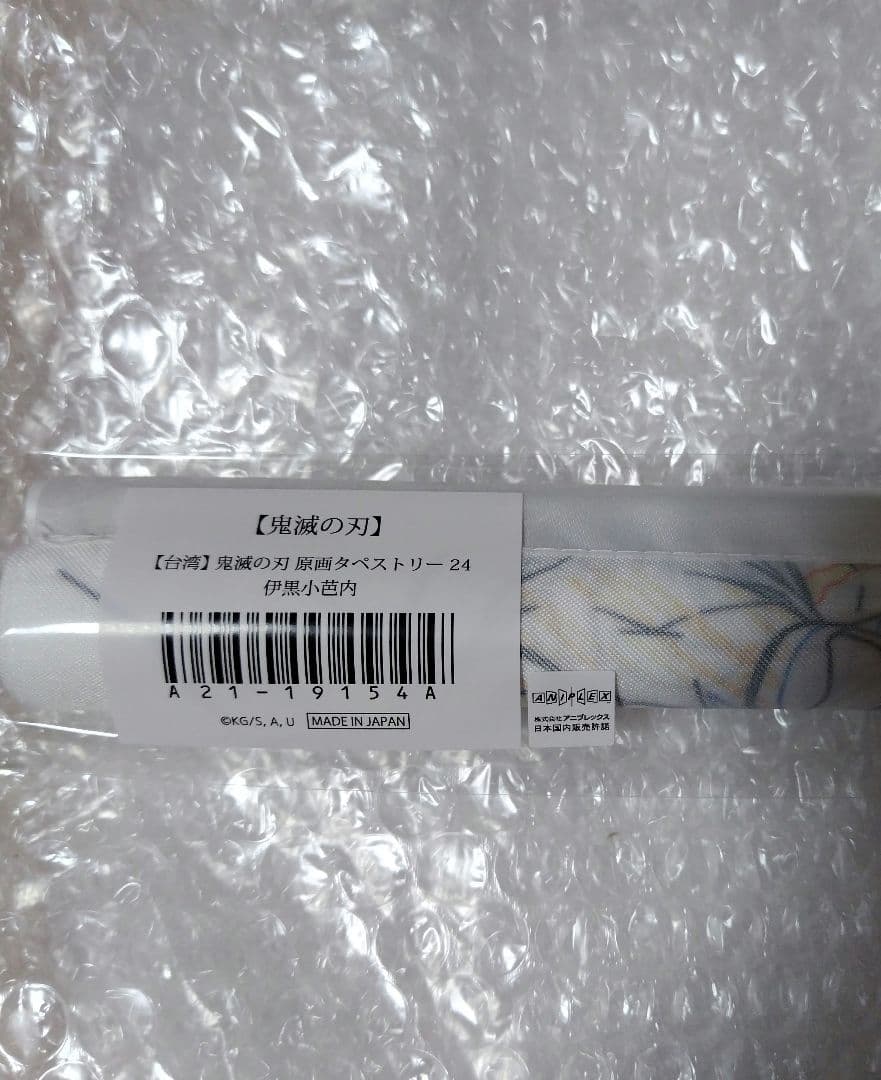 【鬼滅の刃】
【台湾】鬼滅の刃 原画タペストリー 24
伊黒小芭内
A21-19154A
©KG/S, A, U MADE IN JAPAN
ANIPLEX
株式会社アニプレックス
日本国内販売許諾